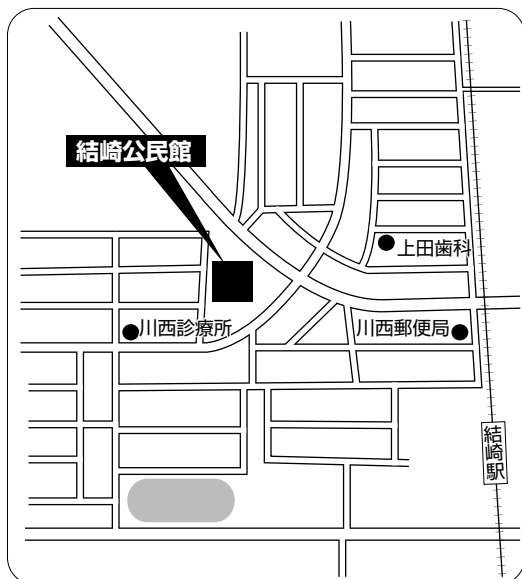 結崎公民館
上田歯科
川西診療所
川西郵便局
結崎駅